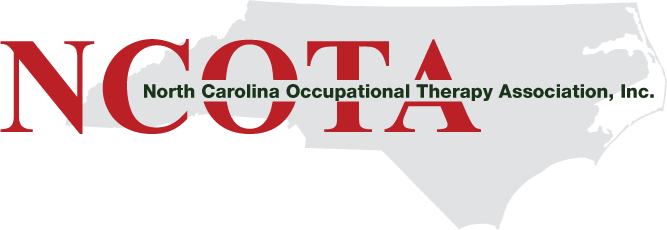 NCOTA
North Carolina Occupational Therapy Association, Inc.